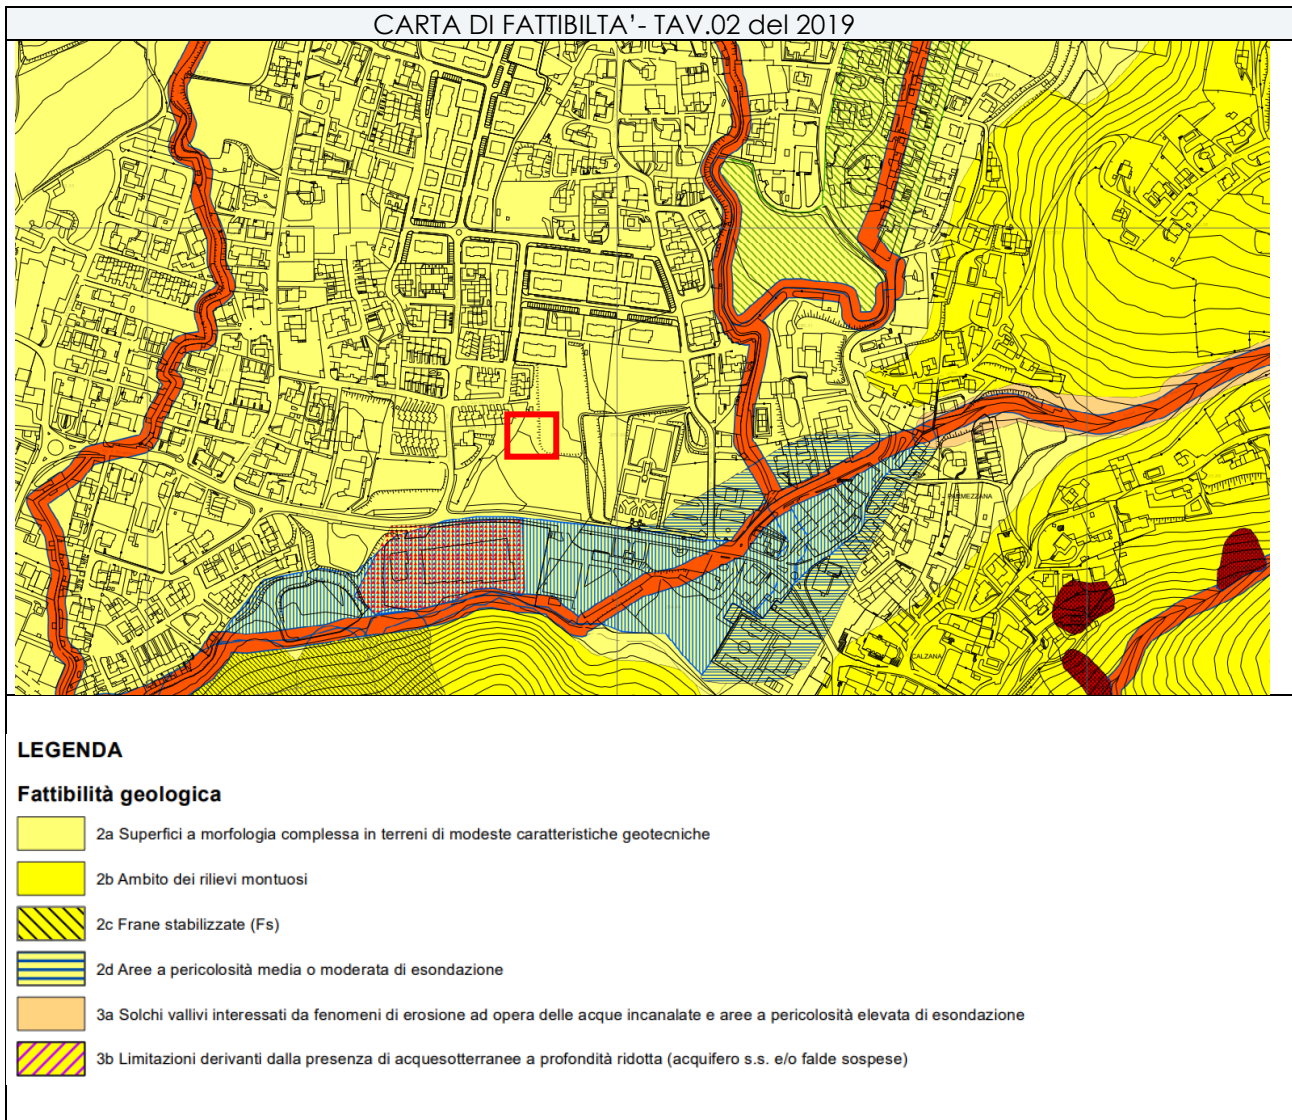 CARTA DI FATTIBILTA’- TAV.02 del 2019
PARMEZZANA
CALZANA
LEGENDA
Fattibilità geologica
2a Superfici a morfologia complessa in terreni di modeste caratteristiche geotecniche
2b Ambito dei rilievi montuosi
2c Frane stabilizzate (Fs)
2d Aree a pericolosità media o moderata di esondazione
3a Solchi vallivi interessati da fenomeni di erosione ad opera delle acque incanalate e aree a pericolosità elevata di esondazione
3b Limitazioni derivanti dalla presenza di acquesotterranee a profondità ridotta (acquifero s.s. e/o falde sospese)